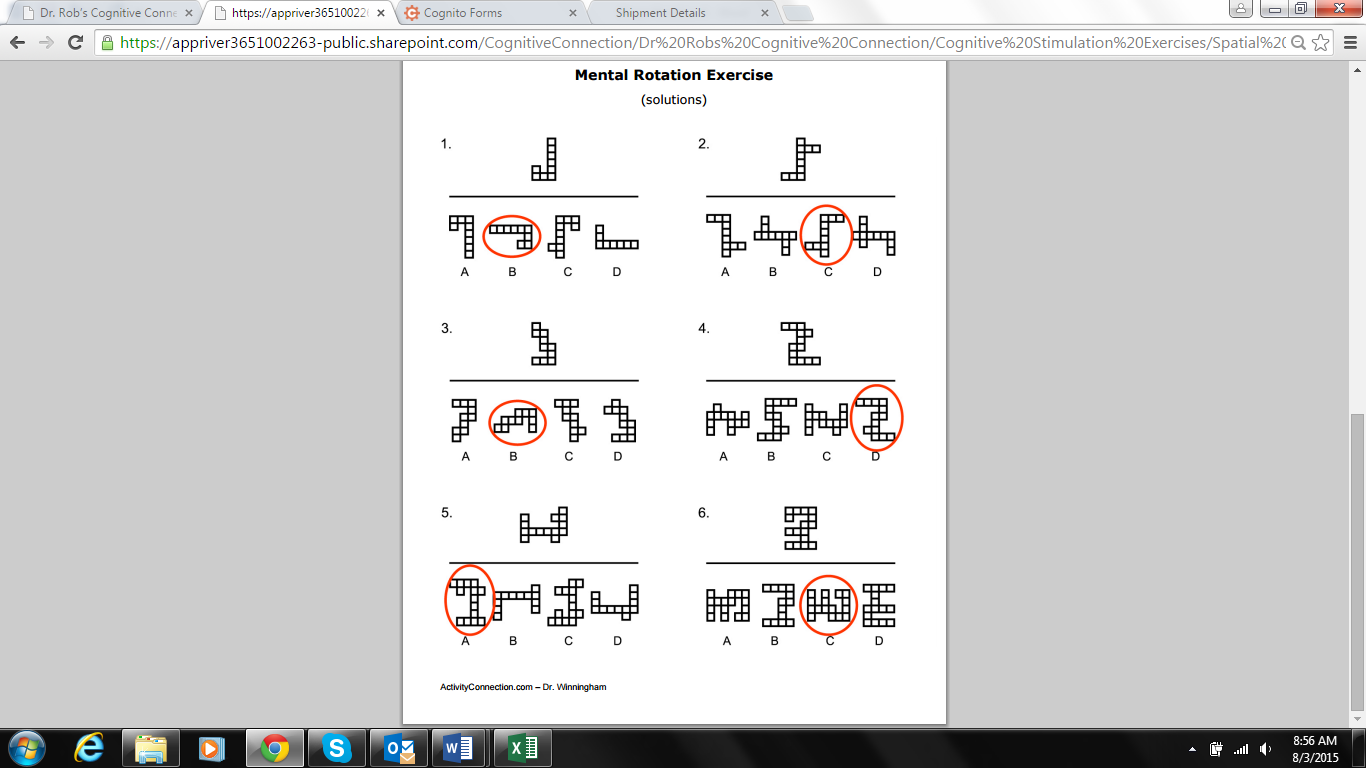 Dr. Rob's Cognitive Conne
https://appriver36510022
Cognito Forms
Shipment Details
https://appriver3651002263-public.sharepoint.com/CognitiveConnection/Dr%20Robs%20Cognitive%20Connection/Cognitive%20Stimulation%20Exercises/Spatial%20
Mental Rotation Exercise
(solutions)
1.
2.
A B C D
A B C D
3.
4.
A B C D
A B C D
5.
6.
A B C D
A B C D
ActivityConnection.com – Dr. Winningham
8:56 AM
8/3/2015